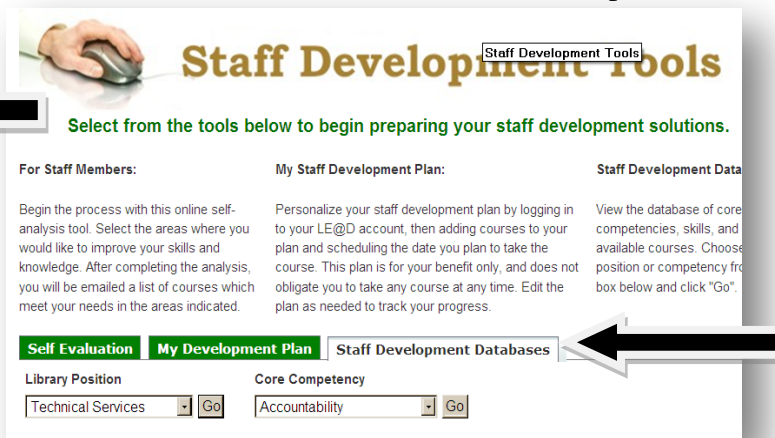 Staff Development Tools
Staff Development Tools
Select from the tools below to begin preparing your staff development solutions.
For Staff Members:
Begin the process with this online self-
analysis tool. Select the areas where you
would like to improve your skills and
knowledge. After completing the analysis,
you will be emailed a list of courses which
meet your needs in the areas indicated.
My Staff Development Plan:
Personalize your staff development plan by logging in
to your LE@D account, then adding courses to your
plan and scheduling the date you plan to take the
course. This plan is for your benefit only, and does not
obligate you to take any course at any time. Edit the
plan as needed to track your progress.
Staff Development Data
View the database of core
competencies, skills, and
available courses. Choose
position or competency fro
box below and click "Go".
Self Evaluation My Development Plan Staff Development Databases
Library Position Core Competency
Technical Services Go Accountability Go